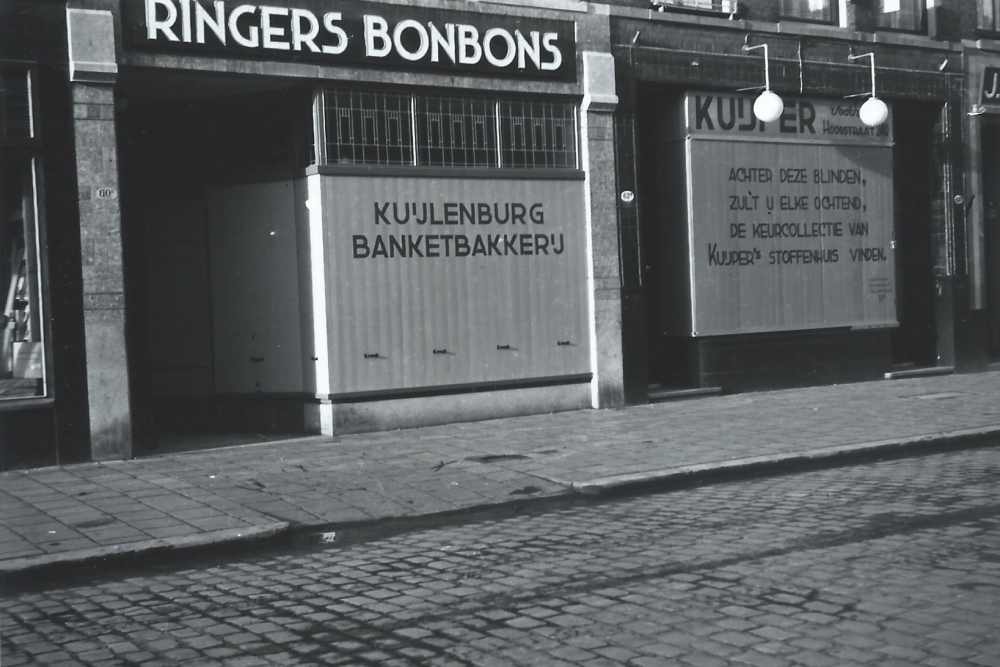 RINGERS BONBONS
KUIJLENBURG
BANKETBAKKERIJ
KUIJPER
HOOGSTRAAT
ACHTER DEZE BLINDEN,
ZULT U ELKE OCHTEND,
DE KEURCOLLECTIE VAN
KUIJPER'S STOFFENHUIS VINDEN.
J.
60